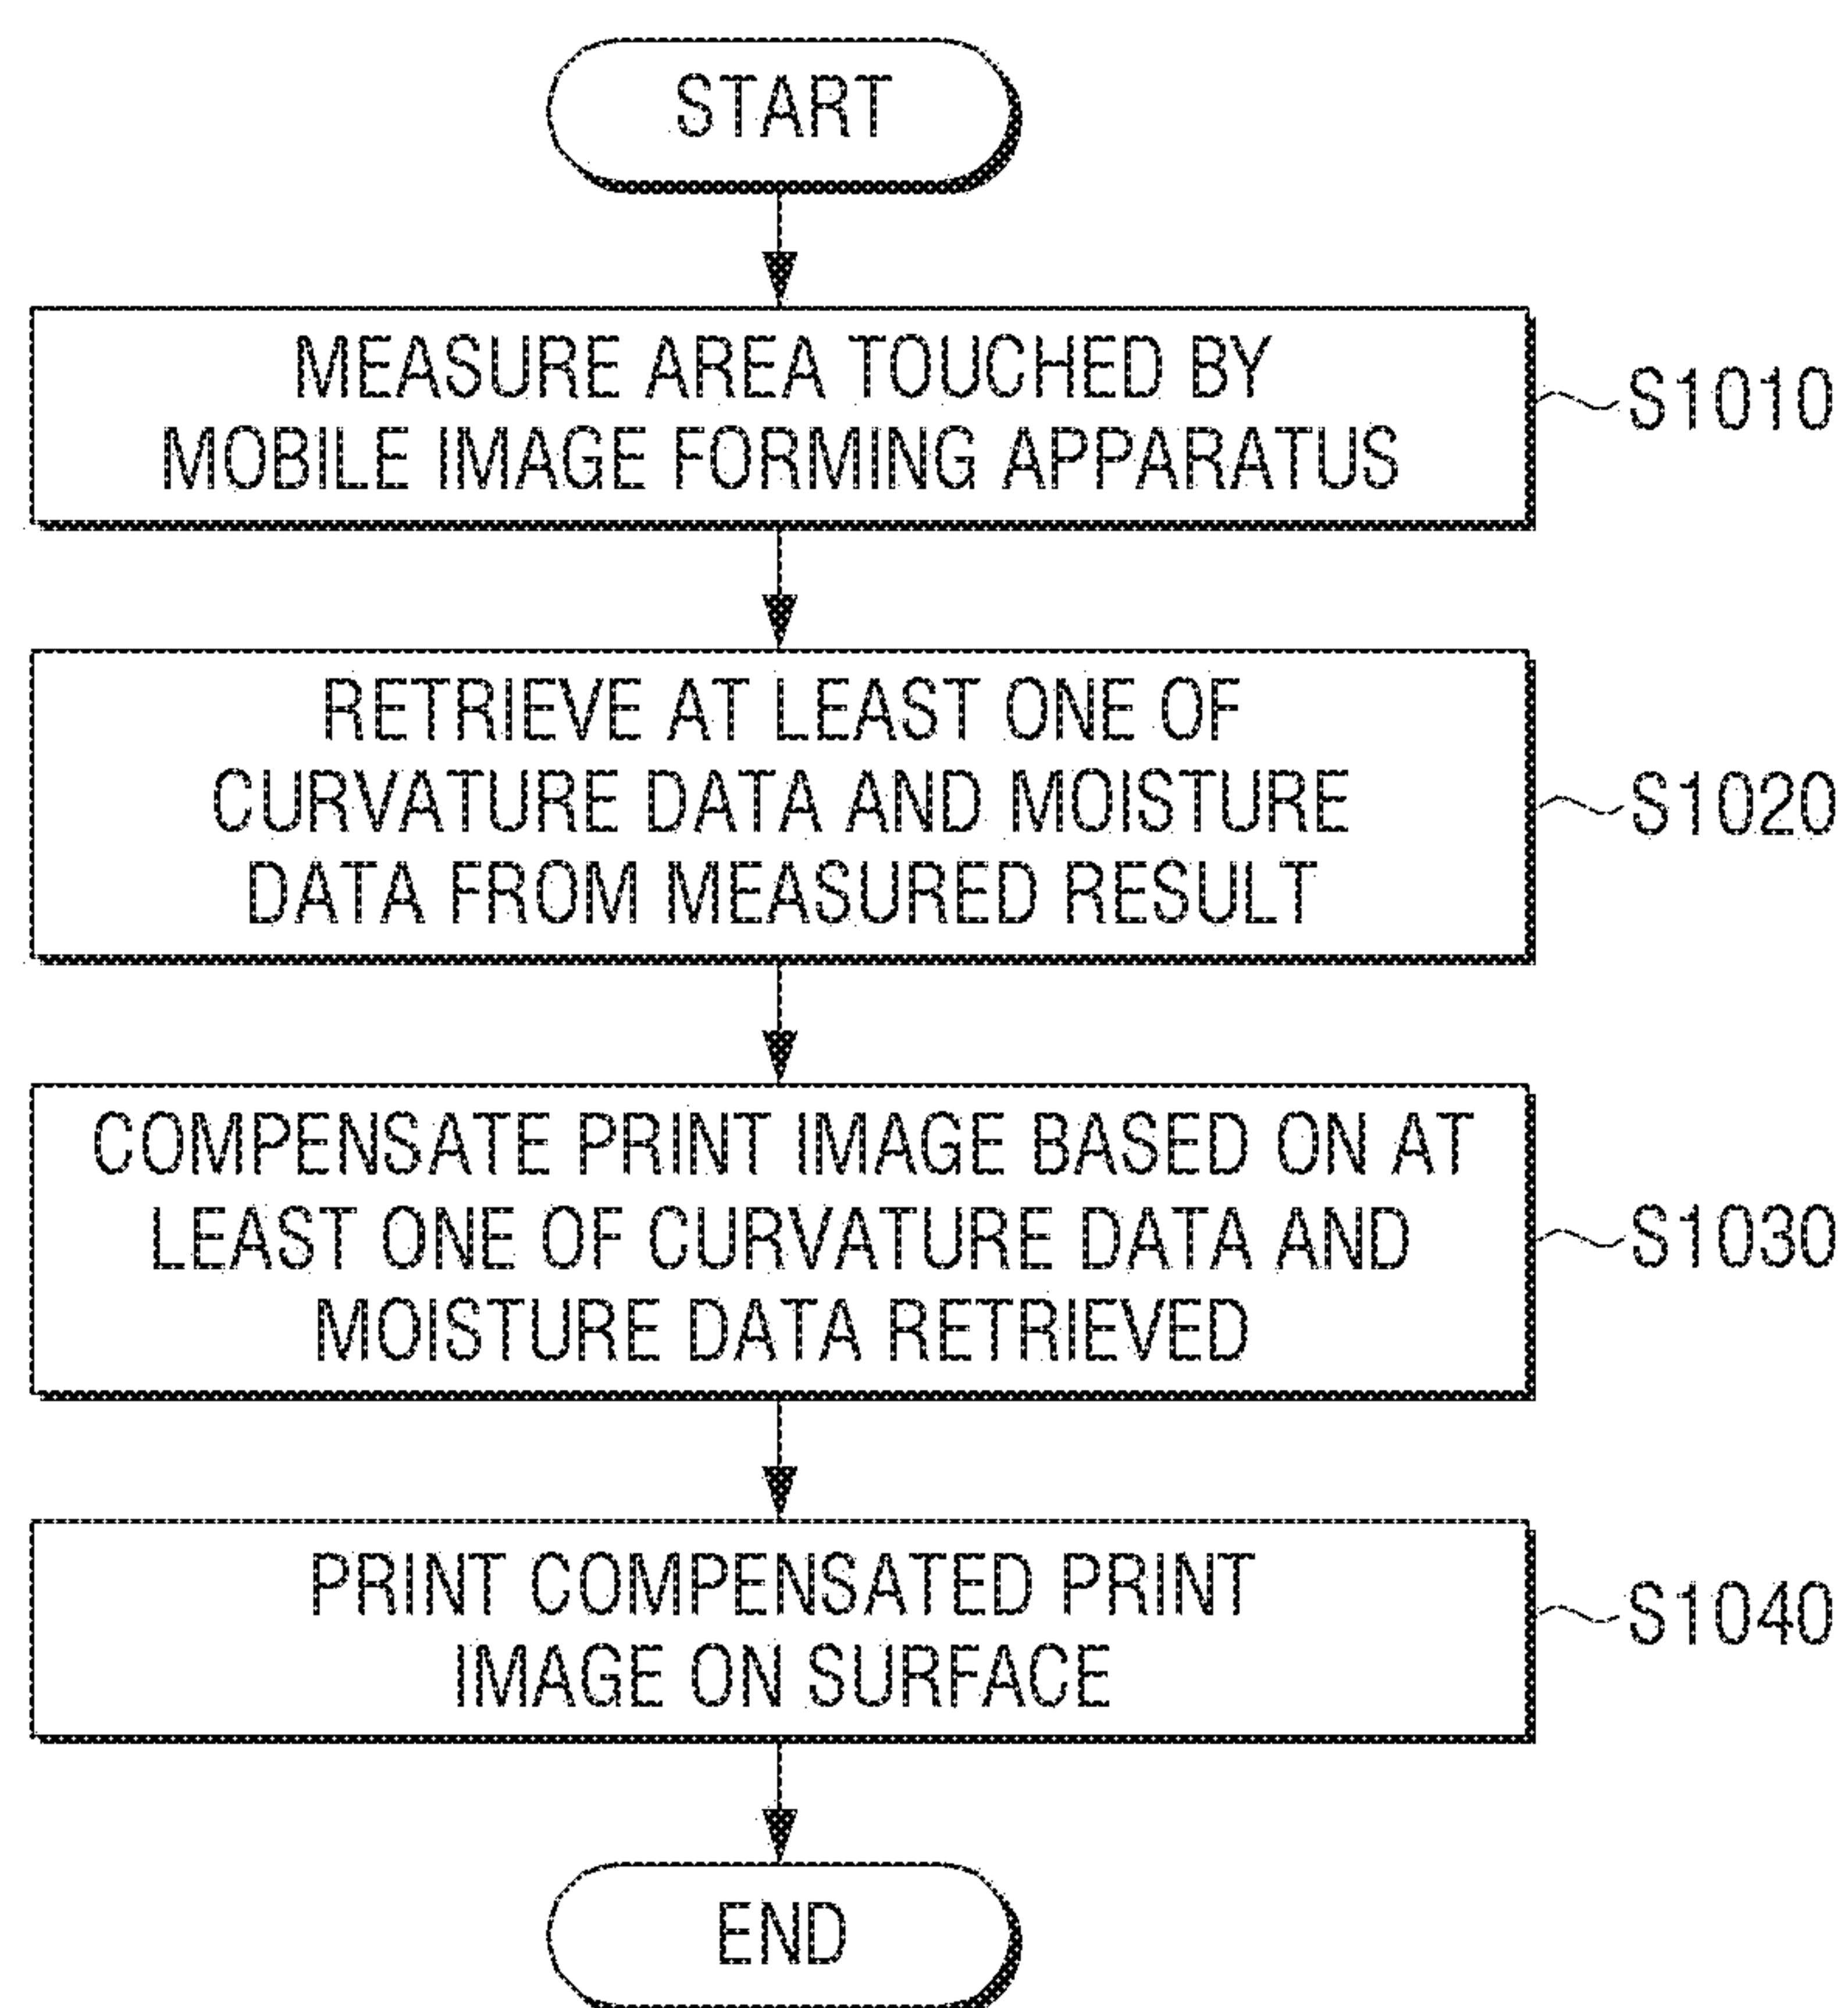 START
MEASURE AREA TOUCHED BY
MOBILE IMAGE FORMING APPARATUS
S1010
RETRIEVE AT LEAST ONE OF
CURVATURE DATA AND MOISTURE
DATA FROM MEASURED RESULT
S1020
COMPENSATE PRINT IMAGE BASED ON AT
LEAST ONE OF CURVATURE DATA AND
MOISTURE DATA RETRIEVED
S1030
PRINT COMPENSATED PRINT
IMAGE ON SURFACE
S1040
END